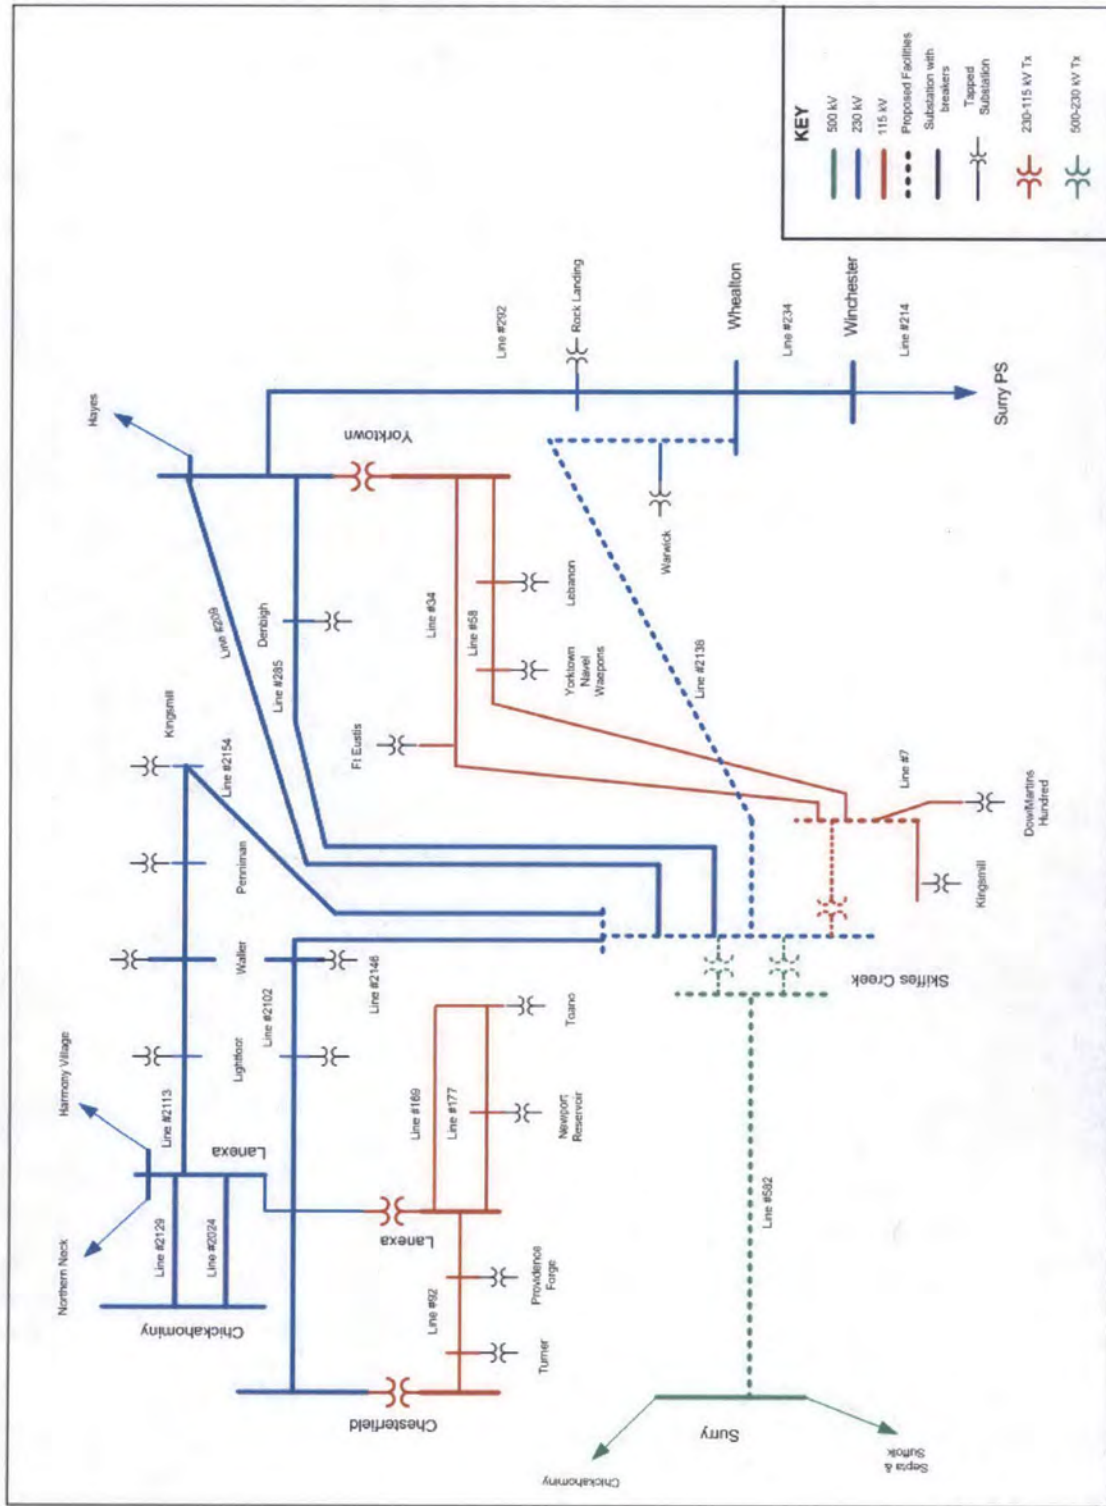 KEY
500 kV
230 kV
115 kV
Proposed Facilities
Substation with
breakers
Tapped
Substation
230-115 kV Tx
500-230 kV Tx
Hayes
Yorktown
Line #292
Rock Landing
Whealton
Line #234
Winchester
Line #214
Surry PS
Warwick
Line #2138
Line #209
Denbigh
Line #285
Line #34
Line #58
Lebanon
Yorktown
Navel
Waepons
Ft Eustis
Kingsmill
Line #2154
Penniman
Waller
Lightfoot
Line #2113
Line #2102
Line #2146
Harmony Village
Northern Neck
Lanexa
Line #2129
Line #2024
Chickahominy
Lanexa
Line #169
Line #177
Toano
Newport
Reservoir
Line #92
Providence
Forge
Turner
Chesterfield
Line #7
Dow/Martins
Hundred
Kingsmill
Skiffes Creek
Line #582
Surry
Chickahominy
Septa &
Suffolk